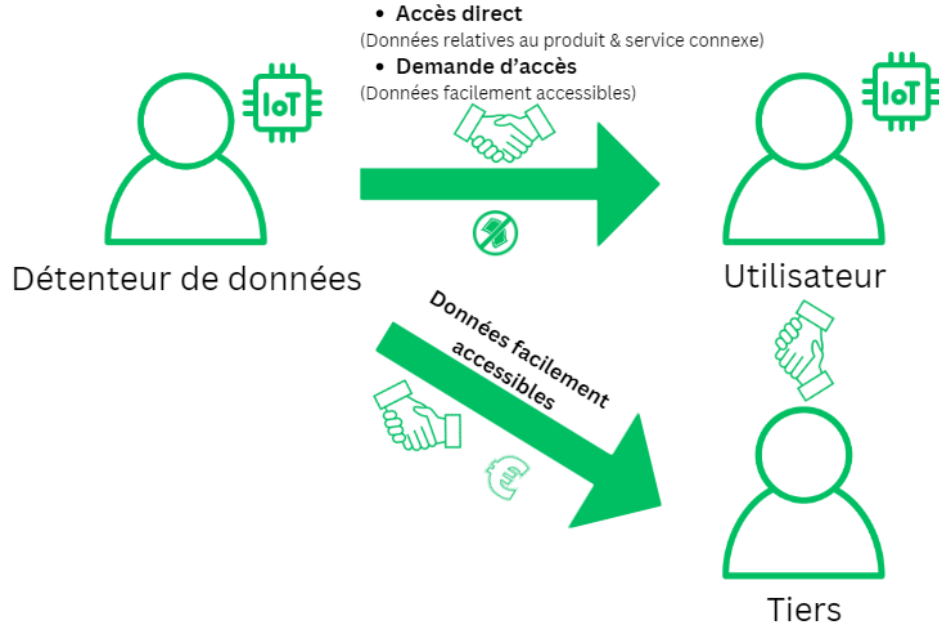 • Accès direct
(Données relatives au produit & service connexe)
• Demande d'accès
(Données facilement accessibles)
IoT
IoT
Détenteur de données
Utilisateur
Données facilement
accessibles
€
Tiers